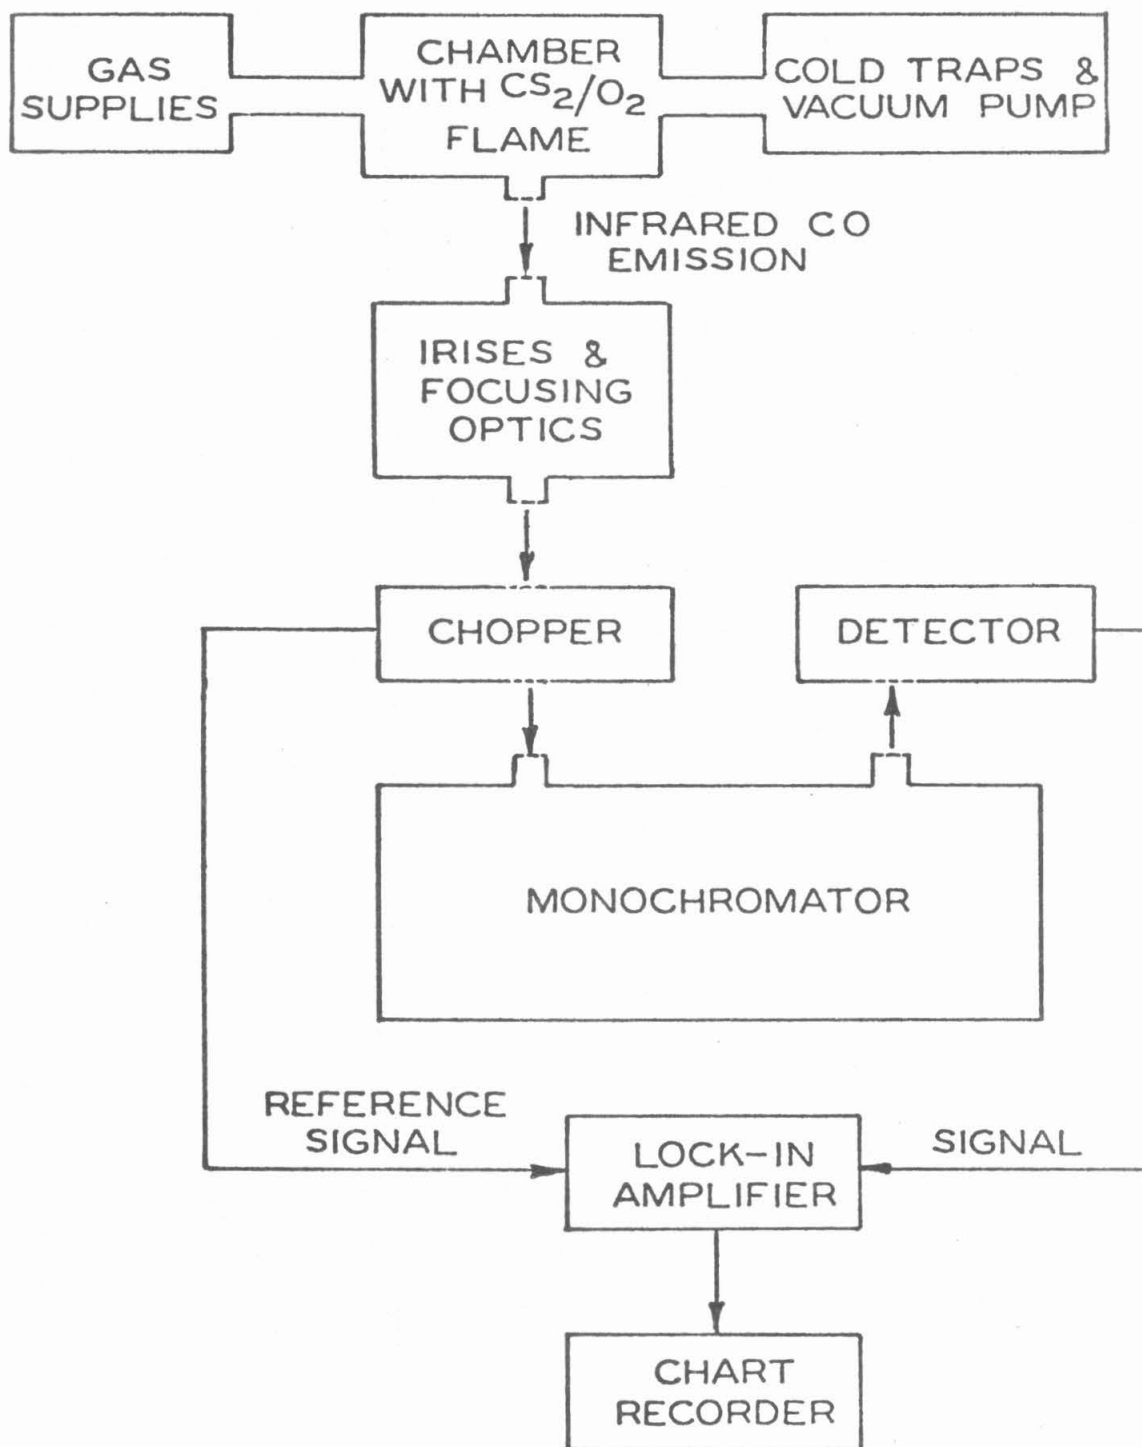 GAS
SUPPLIES
CHAMBER
WITH CS₂/O₂
FLAME
COLD TRAPS &
VACUUM PUMP
INFRARED CO
EMISSION
IRISES &
FOCUSING
OPTICS
CHOPPER
DETECTOR
MONOCHROMATOR
REFERENCE
SIGNAL
LOCK-IN
AMPLIFIER
SIGNAL
CHART
RECORDER